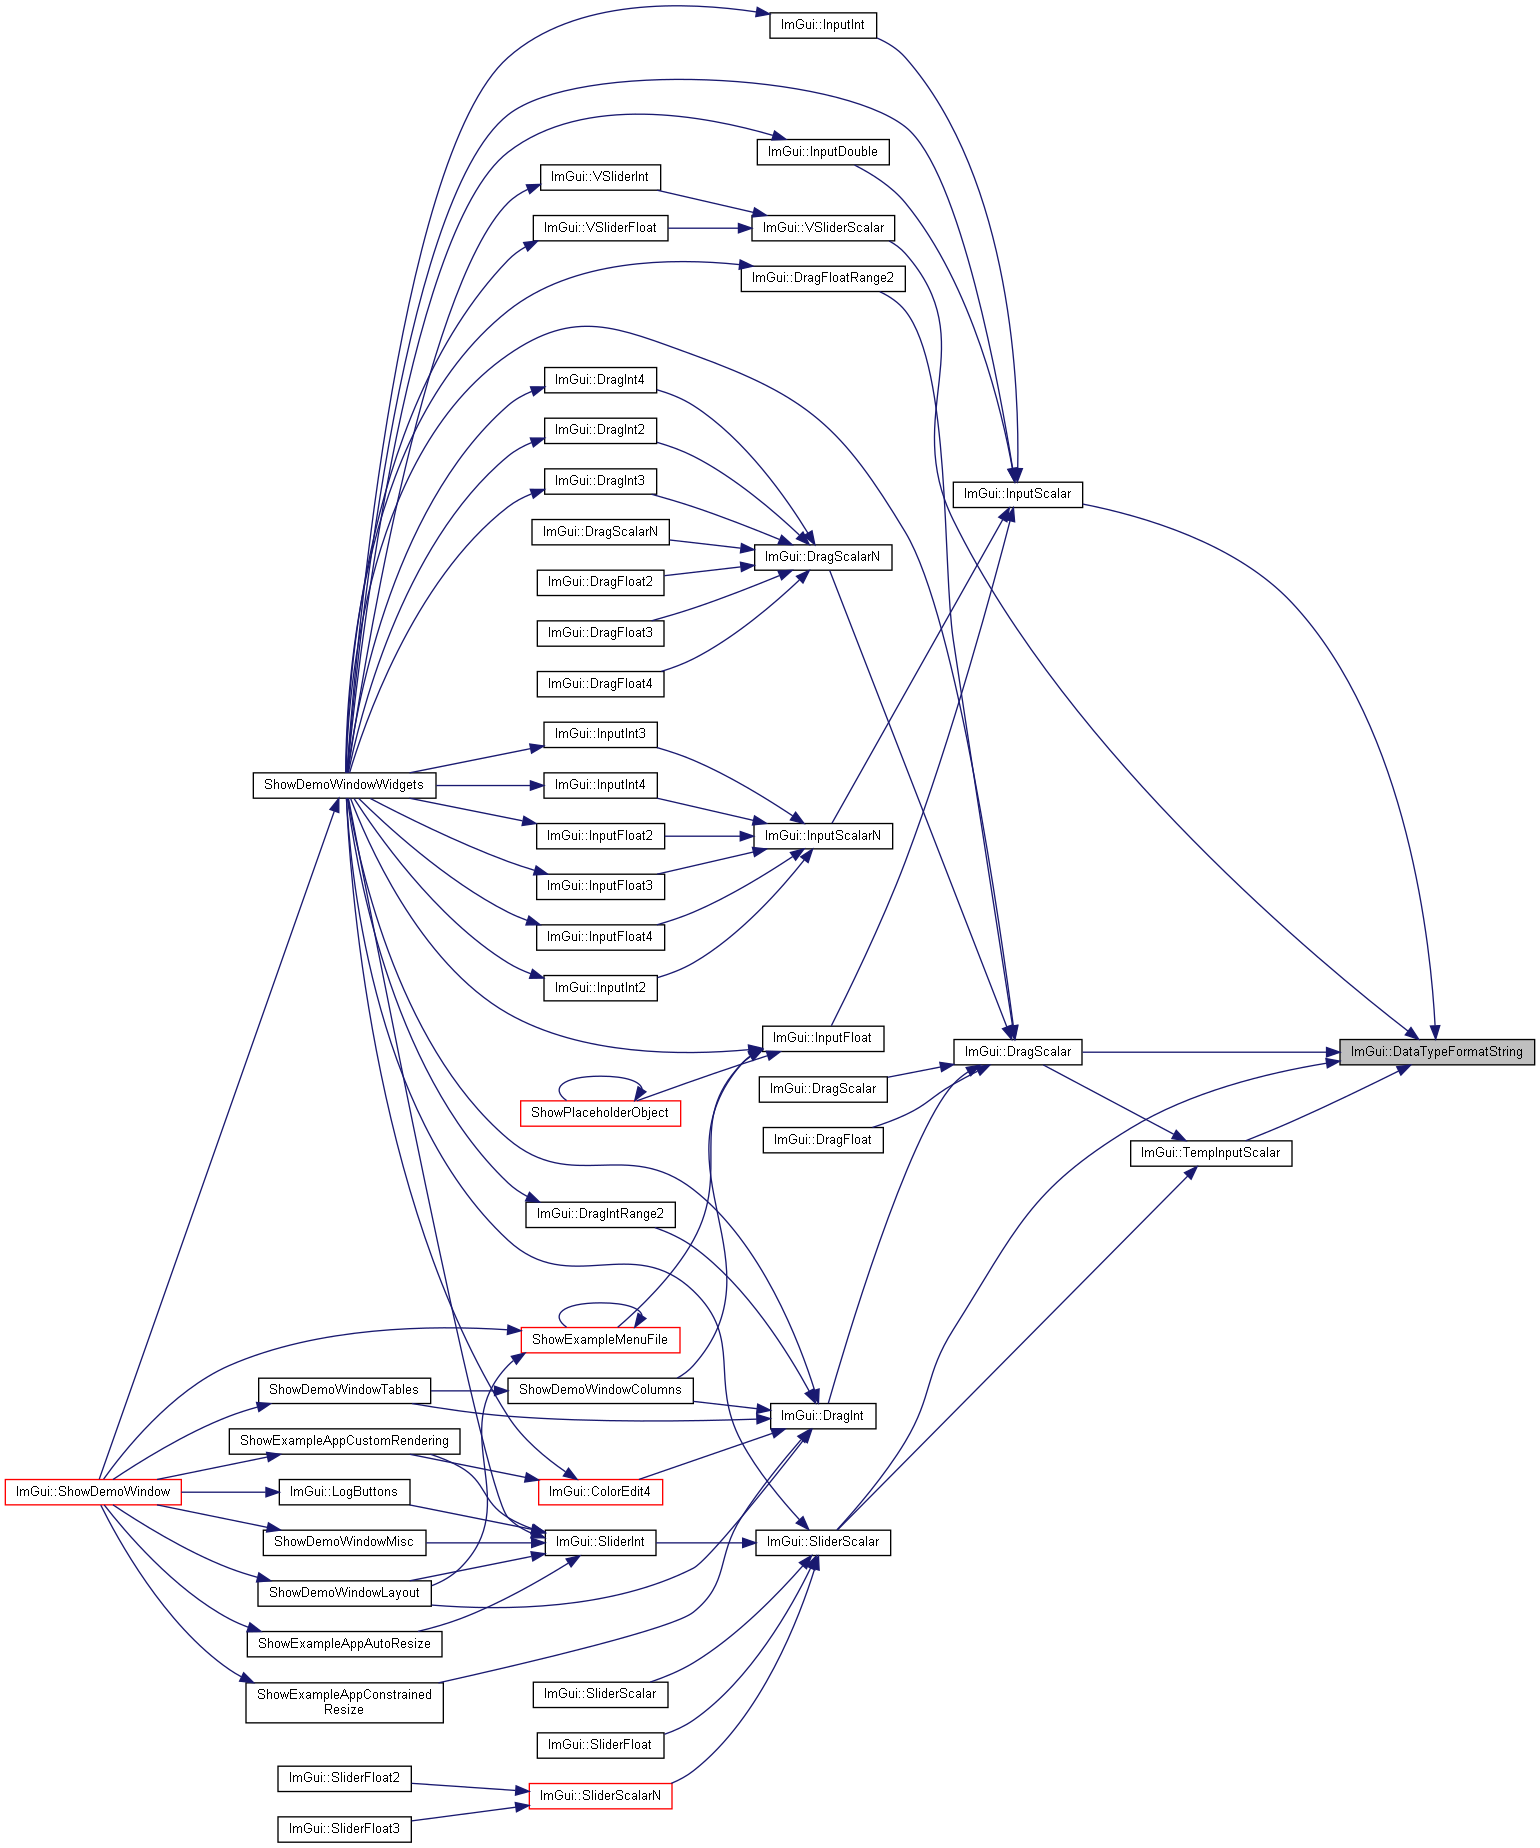 ImGui::InputInt
ImGui::InputDouble
ImGui::VSliderInt
ImGui::VSliderFloat
ImGui::VSliderScalar
ImGui::DragFloatRange2
ImGui::DragInt4
ImGui::DragInt2
ImGui::DragInt3
ImGui::InputScalar
ImGui::DragScalarN
ImGui::DragScalarN
ImGui::DragFloat2
ImGui::DragFloat3
ImGui::DragFloat4
ImGui::InputInt3
ShowDemoWindowWidgets
ImGui::InputInt4
ImGui::InputFloat2
ImGui::InputScalarN
ImGui::InputFloat3
ImGui::InputFloat4
ImGui::InputInt2
ImGui::InputFloat
ImGui::DragScalar
ImGui::DataTypeFormatString
ImGui::DragScalar
ShowPlaceholderObject
ImGui::DragFloat
ImGui::TempInputScalar
ImGui::DragIntRange2
ShowExampleMenuFile
ShowDemoWindowTables
ShowDemoWindowColumns
ImGui::DragInt
ShowExampleAppCustomRendering
ImGui::ShowDemoWindow
ImGui::LogButtons
ImGui::ColorEdit4
ShowDemoWindowMisc
ImGui::SliderInt
ImGui::SliderScalar
ShowDemoWindowLayout
ShowExampleAppAutoResize
ShowExampleAppConstrained
Resize
ImGui::SliderScalar
ImGui::SliderFloat
ImGui::SliderFloat2
ImGui::SliderScalarN
ImGui::SliderFloat3